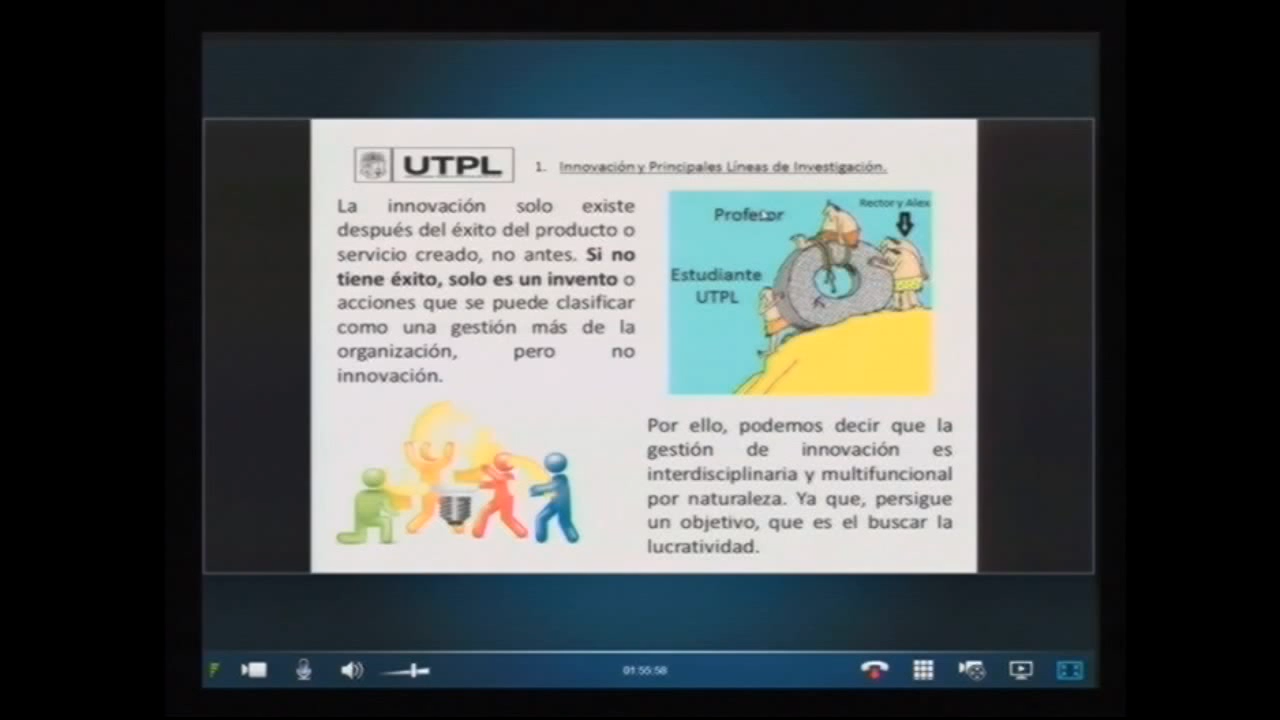 UTPL
1. Innovación y Principales Líneas de Investigación.
La innovación solo existe
después del éxito del producto o
servicio creado, no antes. Si no
tiene éxito, solo es un invento o
acciones que se puede clasificar
como una gestión más de la
organización, pero no
innovación.
Profesor
Rector y Alex
Estudiante
UTPL
Por ello, podemos decir que la
gestión de innovación es
interdisciplinaria y multifuncional
por naturaleza. Ya que, persigue
un objetivo, que es el buscar la
lucratividad.
01:55:58